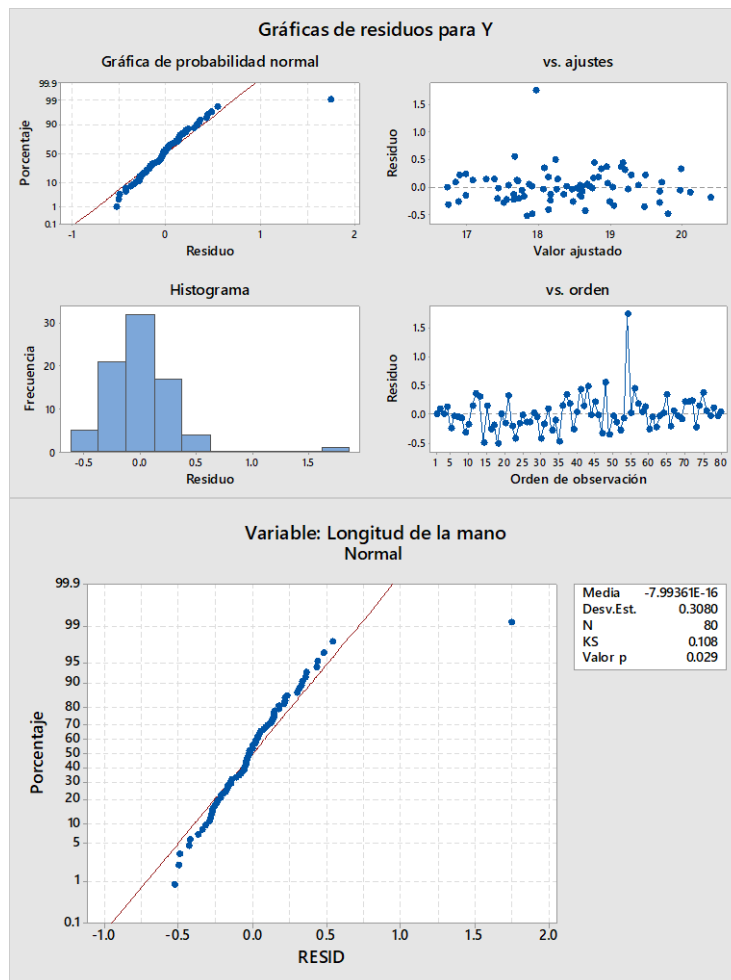 Gráficas de residuos para Y
Gráfica de probabilidad normal
99.9
99
90
50
10
1
0.1
Porcentaje
-1 0 1 2
Residuo
vs. ajustes
1.5
1.0
0.5
0.0
-0.5
Residuo
17 18 19 20
Valor ajustado
Histograma
30
20
10
0
Frecuencia
-0.5 0.0 0.5 1.0 1.5
Residuo
vs. orden
1.5
1.0
0.5
0.0
-0.5
Residuo
1 5 10 15 20 25 30 35 40 45 50 55 60 65 70 75 80
Orden de observación
Variable: Longitud de la mano
Normal
99.9
99
95
90
80
70
60
50
40
30
20
10
5
1
0.1
Porcentaje
-1.0 -0.5 0.0 0.5 1.0 1.5 2.0
RESID
Media -7.99361E-16
Desv.Est. 0.3080
N 80
KS 0.108
Valor p 0.029